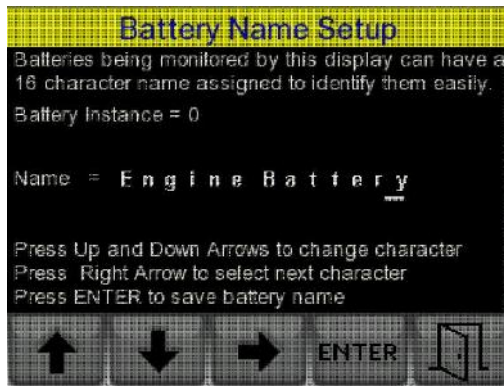 Battery Name Setup
Batteries being monitored by this display can have a
16 character name assigned to identify them easily.
Battery Instance = 0
Name = Engine Battery
Press Up and Down Arrows to change character
Press Right Arrow to select next character
Press ENTER to save battery name
ENTER